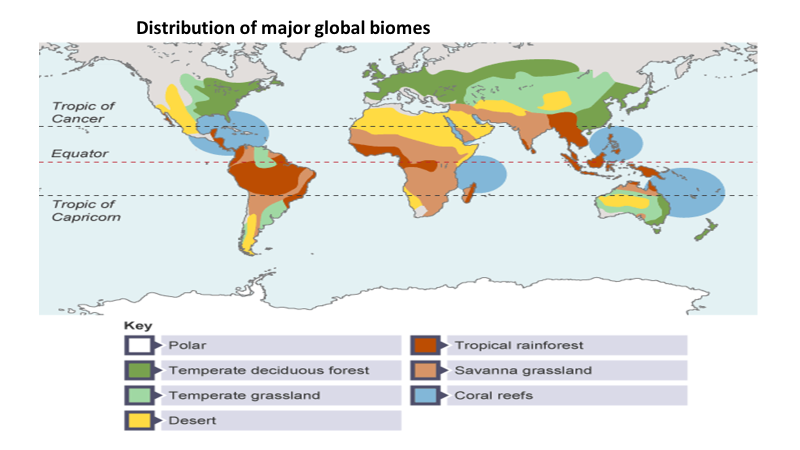 Distribution of major global biomes
Tropic of
Cancer
Equator
Tropic of
Capricorn
Key
Polar
Temperate deciduous forest
Temperate grassland
Desert
Tropical rainforest
Savanna grassland
Coral reefs